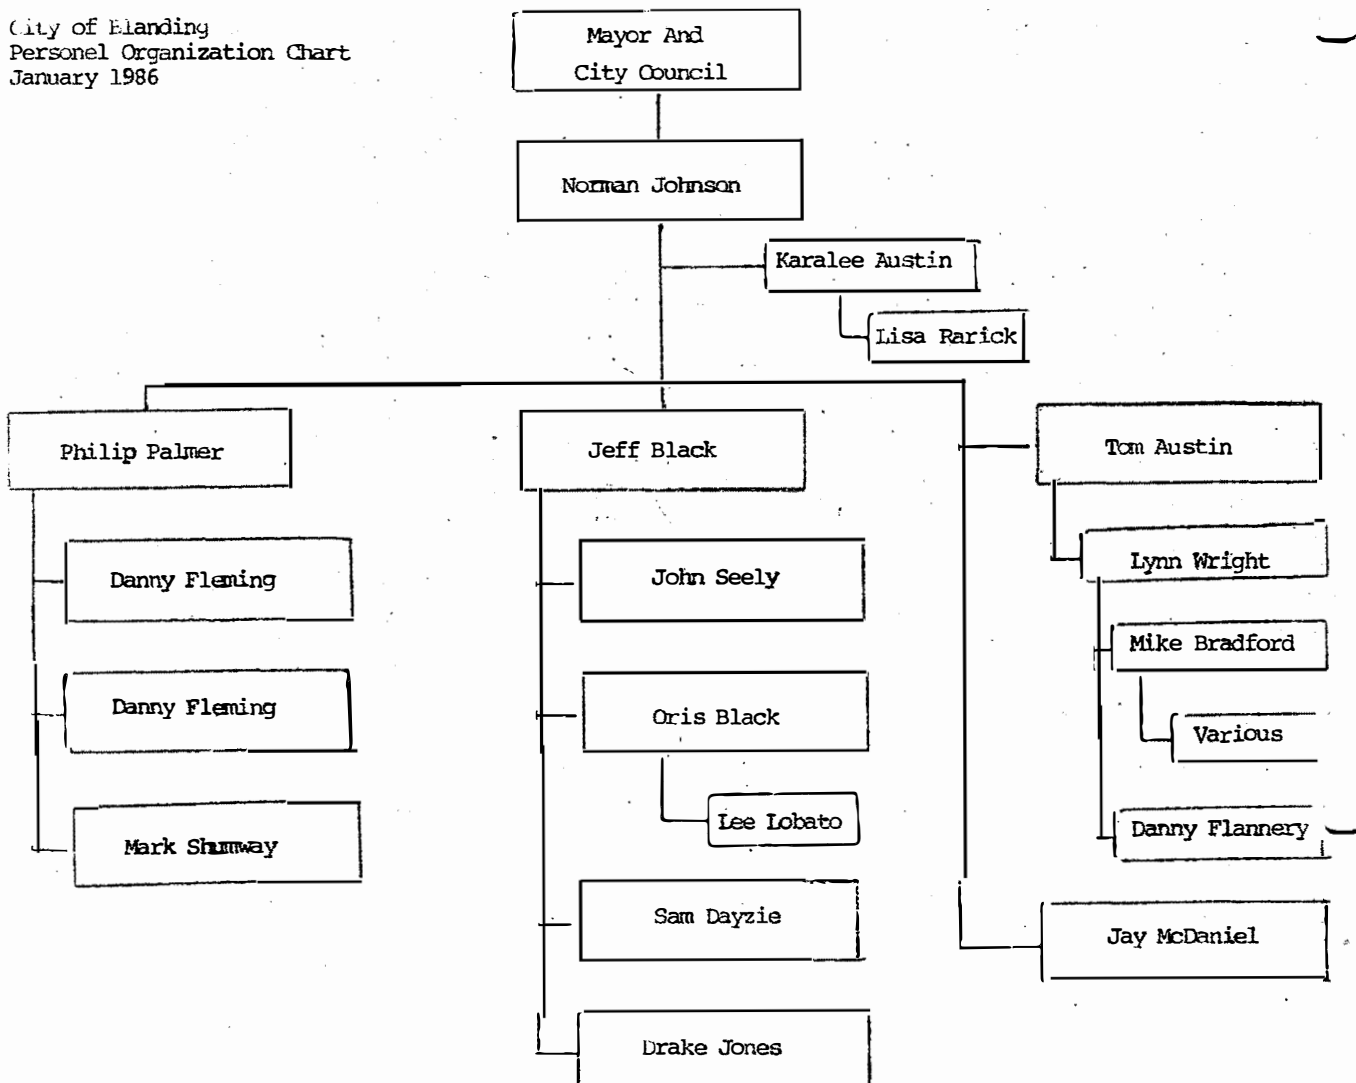 City of Blanding
Personel Organization Chart
January 1986
Mayor And
City Council
Norman Johnson
Karalee Austin
Lisa Rarick
Philip Palmer
Jeff Black
Tom Austin
Danny Fleming
John Seely
Lynn Wright
Mike Bradford
Danny Fleming
Oris Black
Various
Lee Lobato
Danny Flannery
Mark Shumway
Sam Dayzie
Jay McDaniel
Drake Jones